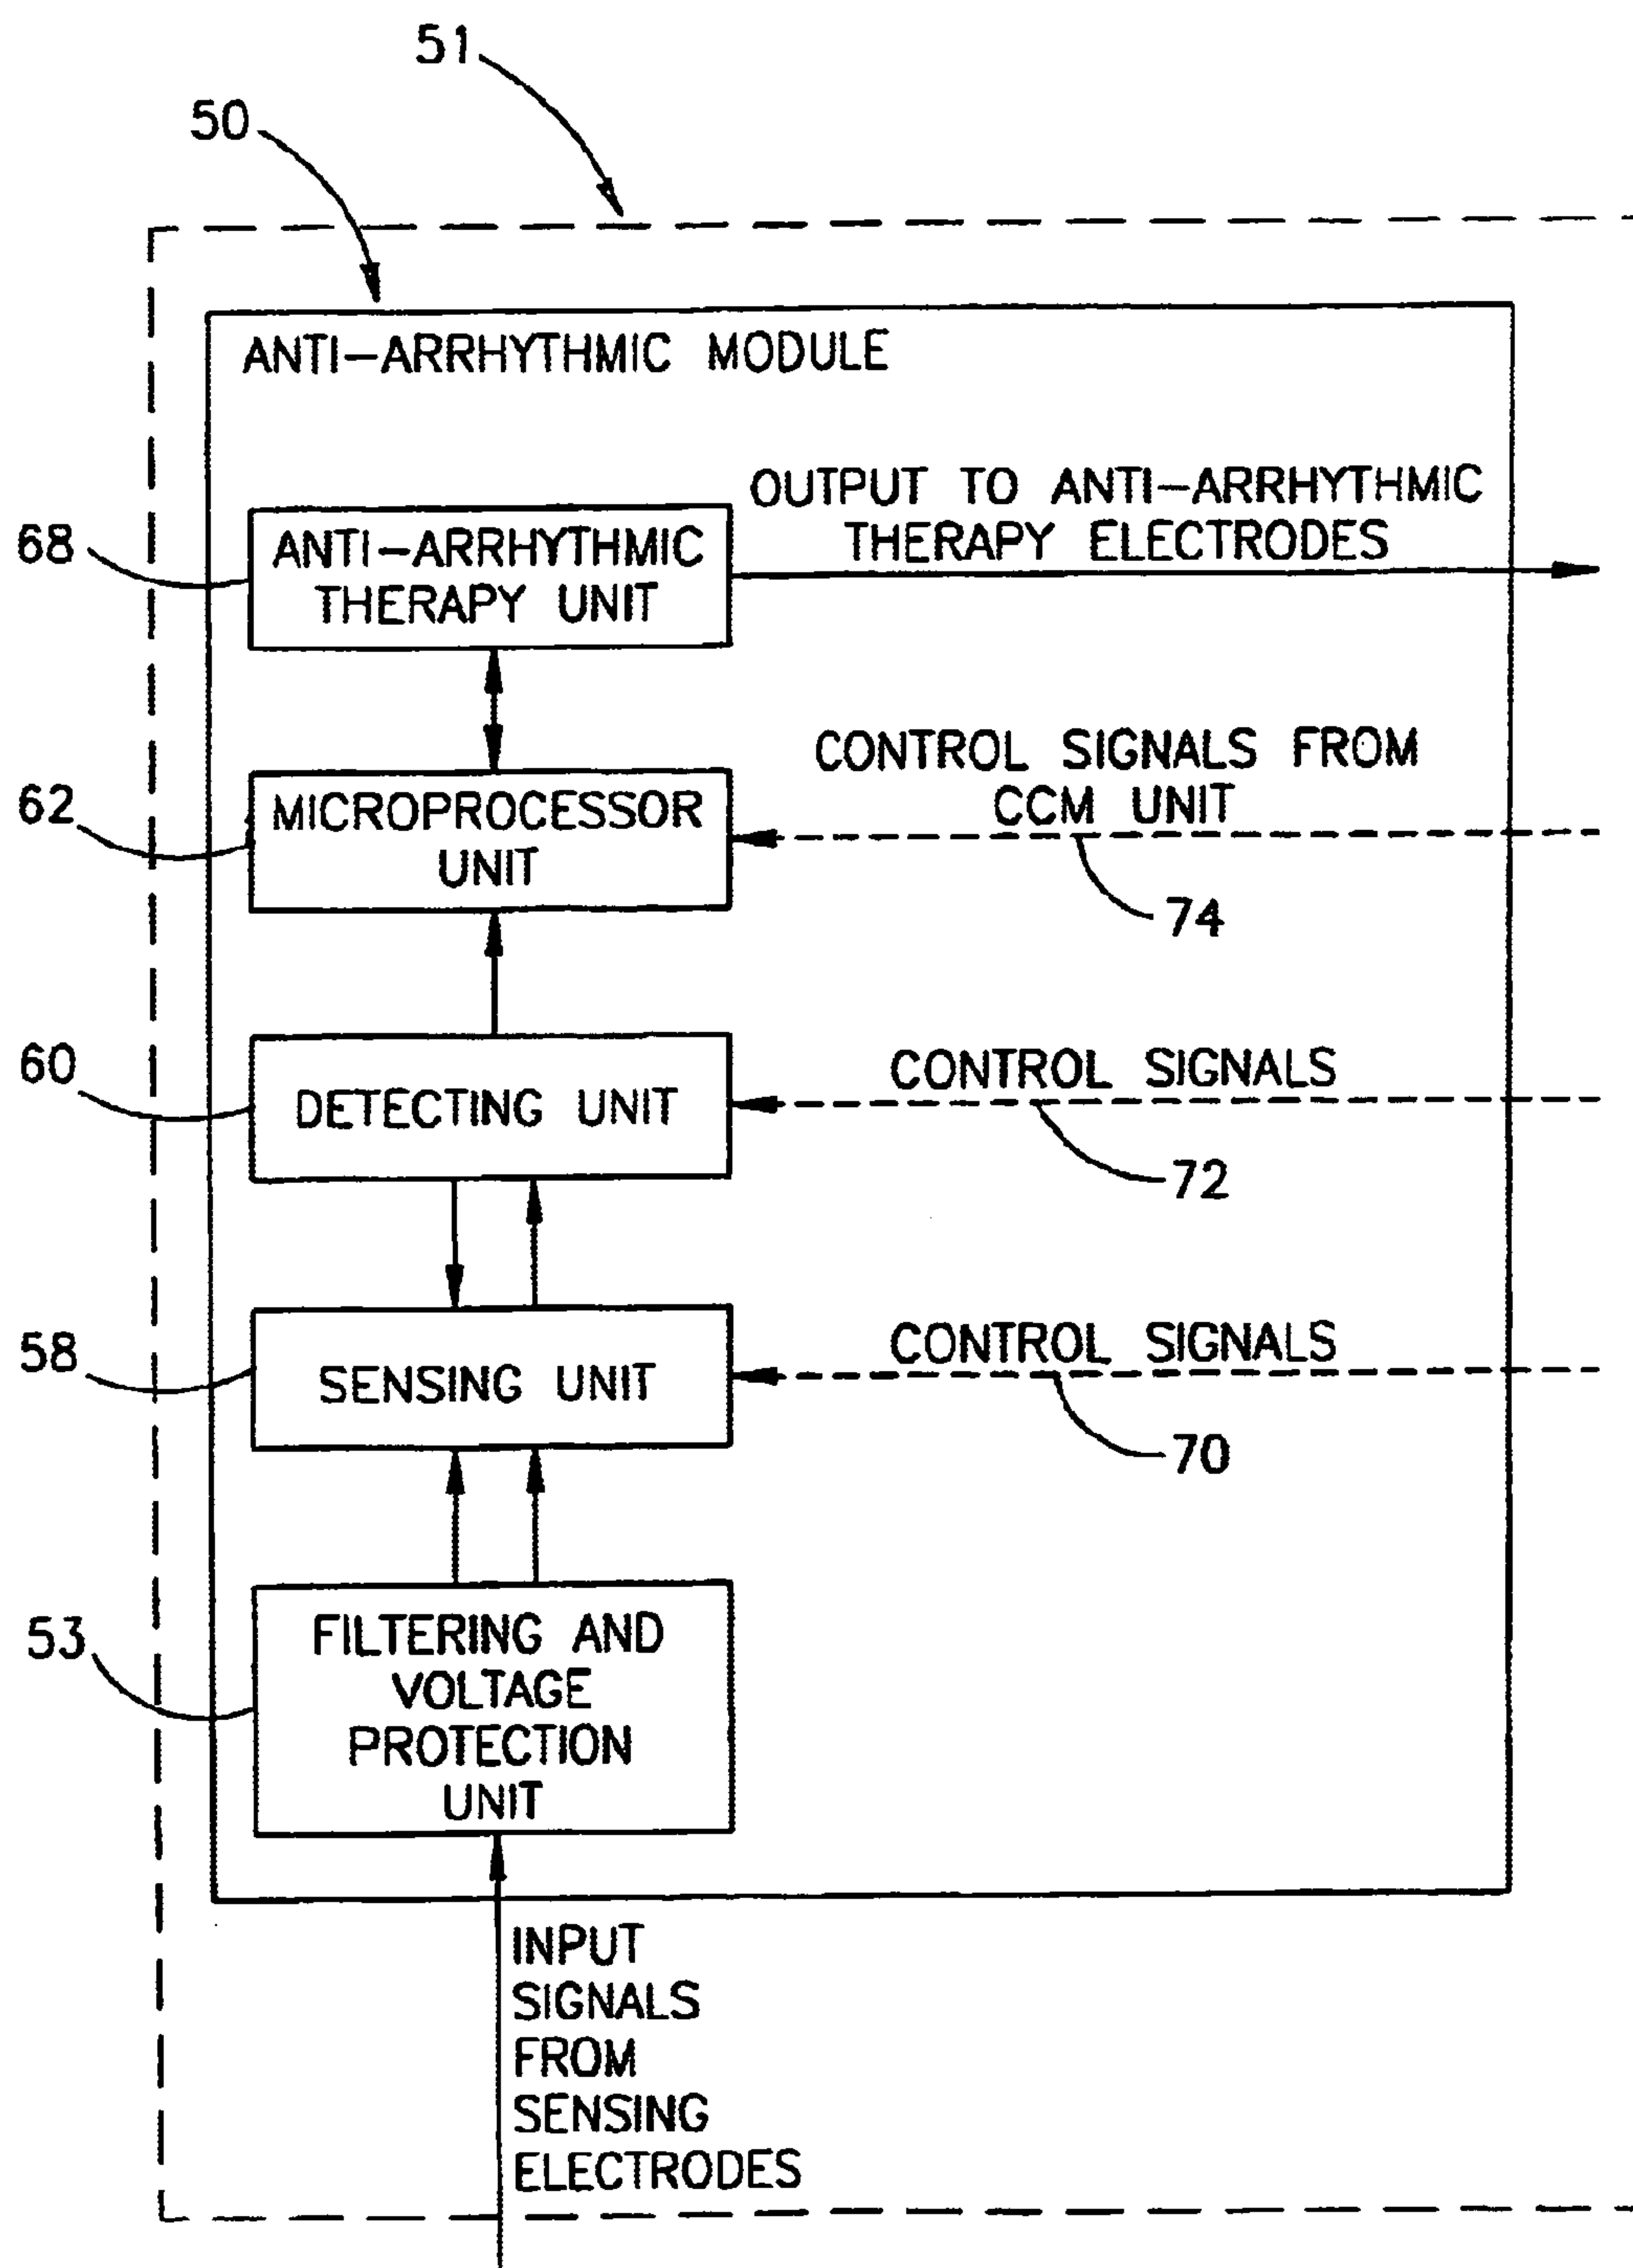 51
50
ANTI-ARRHYTHMIC MODULE
OUTPUT TO ANTI-ARRHYTHMIC
THERAPY ELECTRODES
68
ANTI-ARRHYTHMIC
THERAPY UNIT
CONTROL SIGNALS FROM
CCM UNIT
62
MICROPROCESSOR
UNIT
74
60
DETECTING UNIT
CONTROL SIGNALS
72
58
SENSING UNIT
CONTROL SIGNALS
70
53
FILTERING AND
VOLTAGE
PROTECTION
UNIT
INPUT
SIGNALS
FROM
SENSING
ELECTRODES